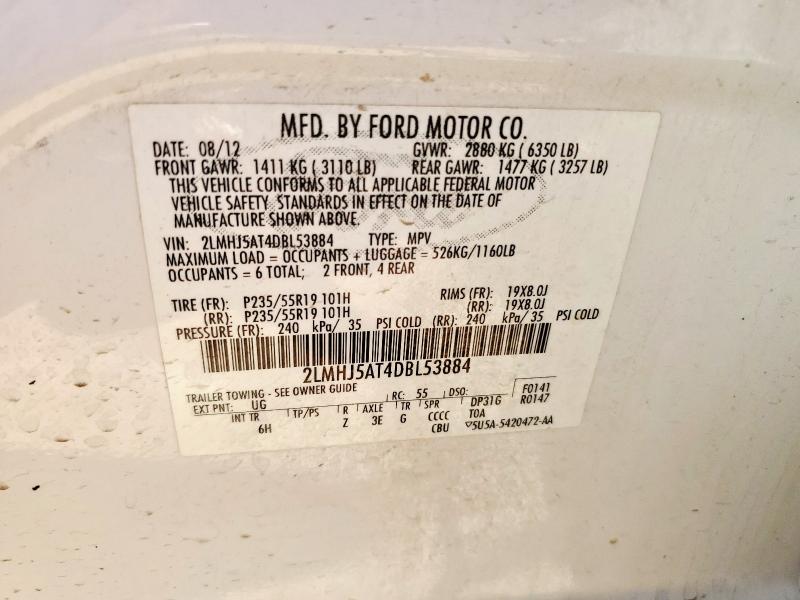 MFD. BY FORD MOTOR CO.
DATE: 08/12 GVWR: 2880 KG ( 6350 LB)
FRONT GAWR: 1411 KG ( 3110 LB) REAR GAWR: 1477 KG ( 3257 LB)
THIS VEHICLE CONFORMS TO ALL APPLICABLE FEDERAL MOTOR
VEHICLE SAFETY. STANDARDS IN EFFECT ON THE DATE OF
MANUFACTURE SHOWN ABOVE.
VIN: 2LMHJ5AT4DBL53884 TYPE: MPV
MAXIMUM LOAD = OCCUPANTS + LUGGAGE = 526KG/1160LB
OCCUPANTS = 6 TOTAL; 2 FRONT, 4 REAR
TIRE (FR): P235/55R19 101H RIMS (FR): 19X8.0J
(RR): P235/55R19 101H (RR): 19X8.0J
PRESSURE (FR): 240 kPa/ 35 PSI COLD (RR): 240 kPa/ 35 PSI COLD
2LMHJ5AT4DBL53884
TRAILER TOWING - SEE OWNER GUIDE RC: 55 DSO: F0141
EXT PNT: UG DP31G R0147
INT TR TP/PS R AXLE TR SPR TOA
6H Z 3E G CCCC
CBU ▽5U5A-5420472-AA